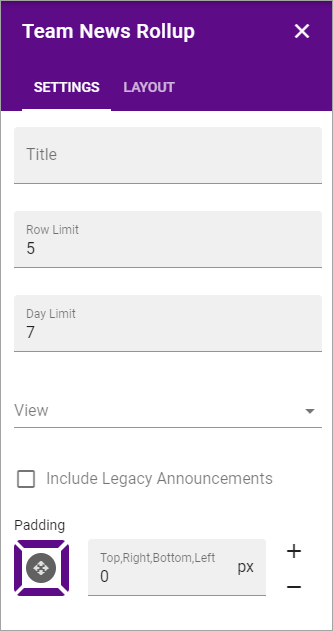 Team News Rollup
SETTINGS LAYOUT
Title
Row Limit
5
Day Limit
7
View
Include Legacy Announcements
Padding
Top,Right,Bottom,Left
0 px